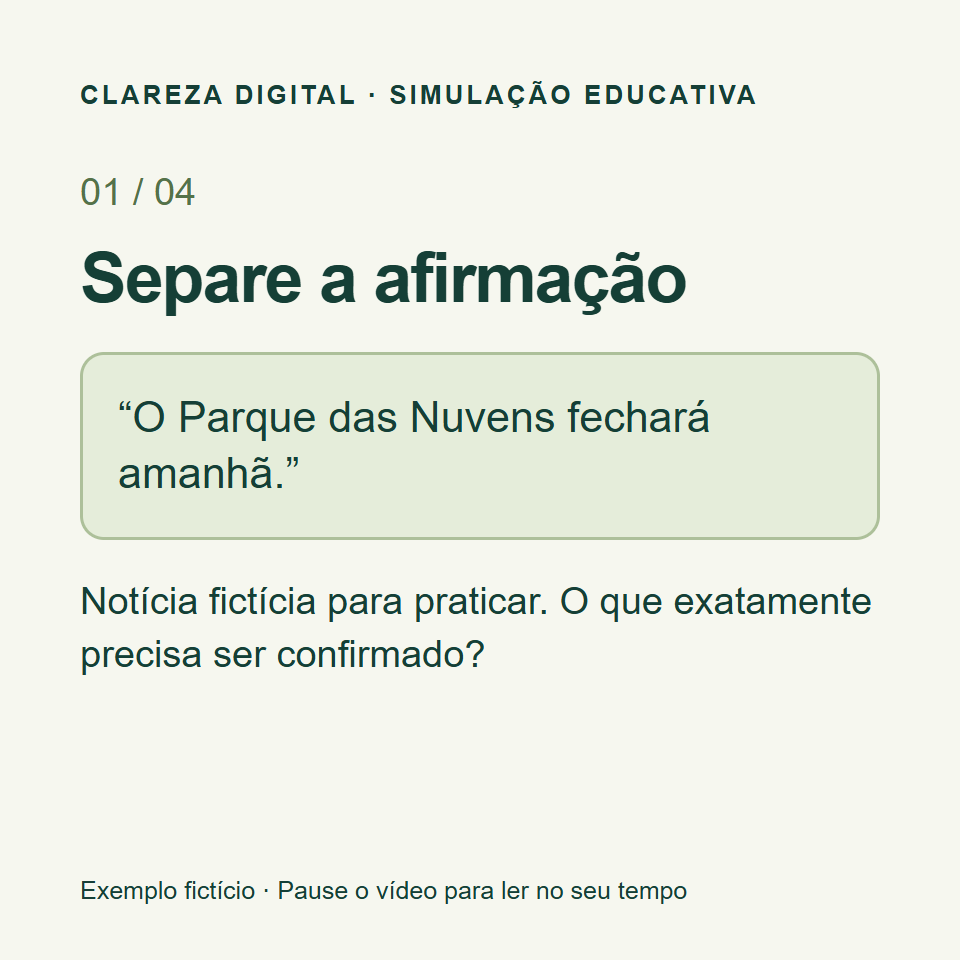 CLAREZA DIGITAL · SIMULAÇÃO EDUCATIVA
01 / 04
Separe a afirmação
“O Parque das Nuvens fechará
amanhã.”
Notícia fictícia para praticar. O que exatamente
precisa ser confirmado?
Exemplo fictício · Pause o vídeo para ler no seu tempo